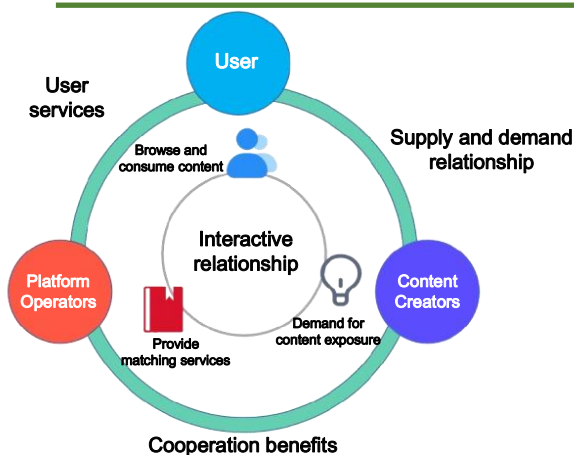 User
User
services
Browse and
consume content
Supply and demand
relationship
Interactive
relationship
Platform
Operators
Content
Creators
Provide
matching services
Demand for
content exposure
Cooperation benefits